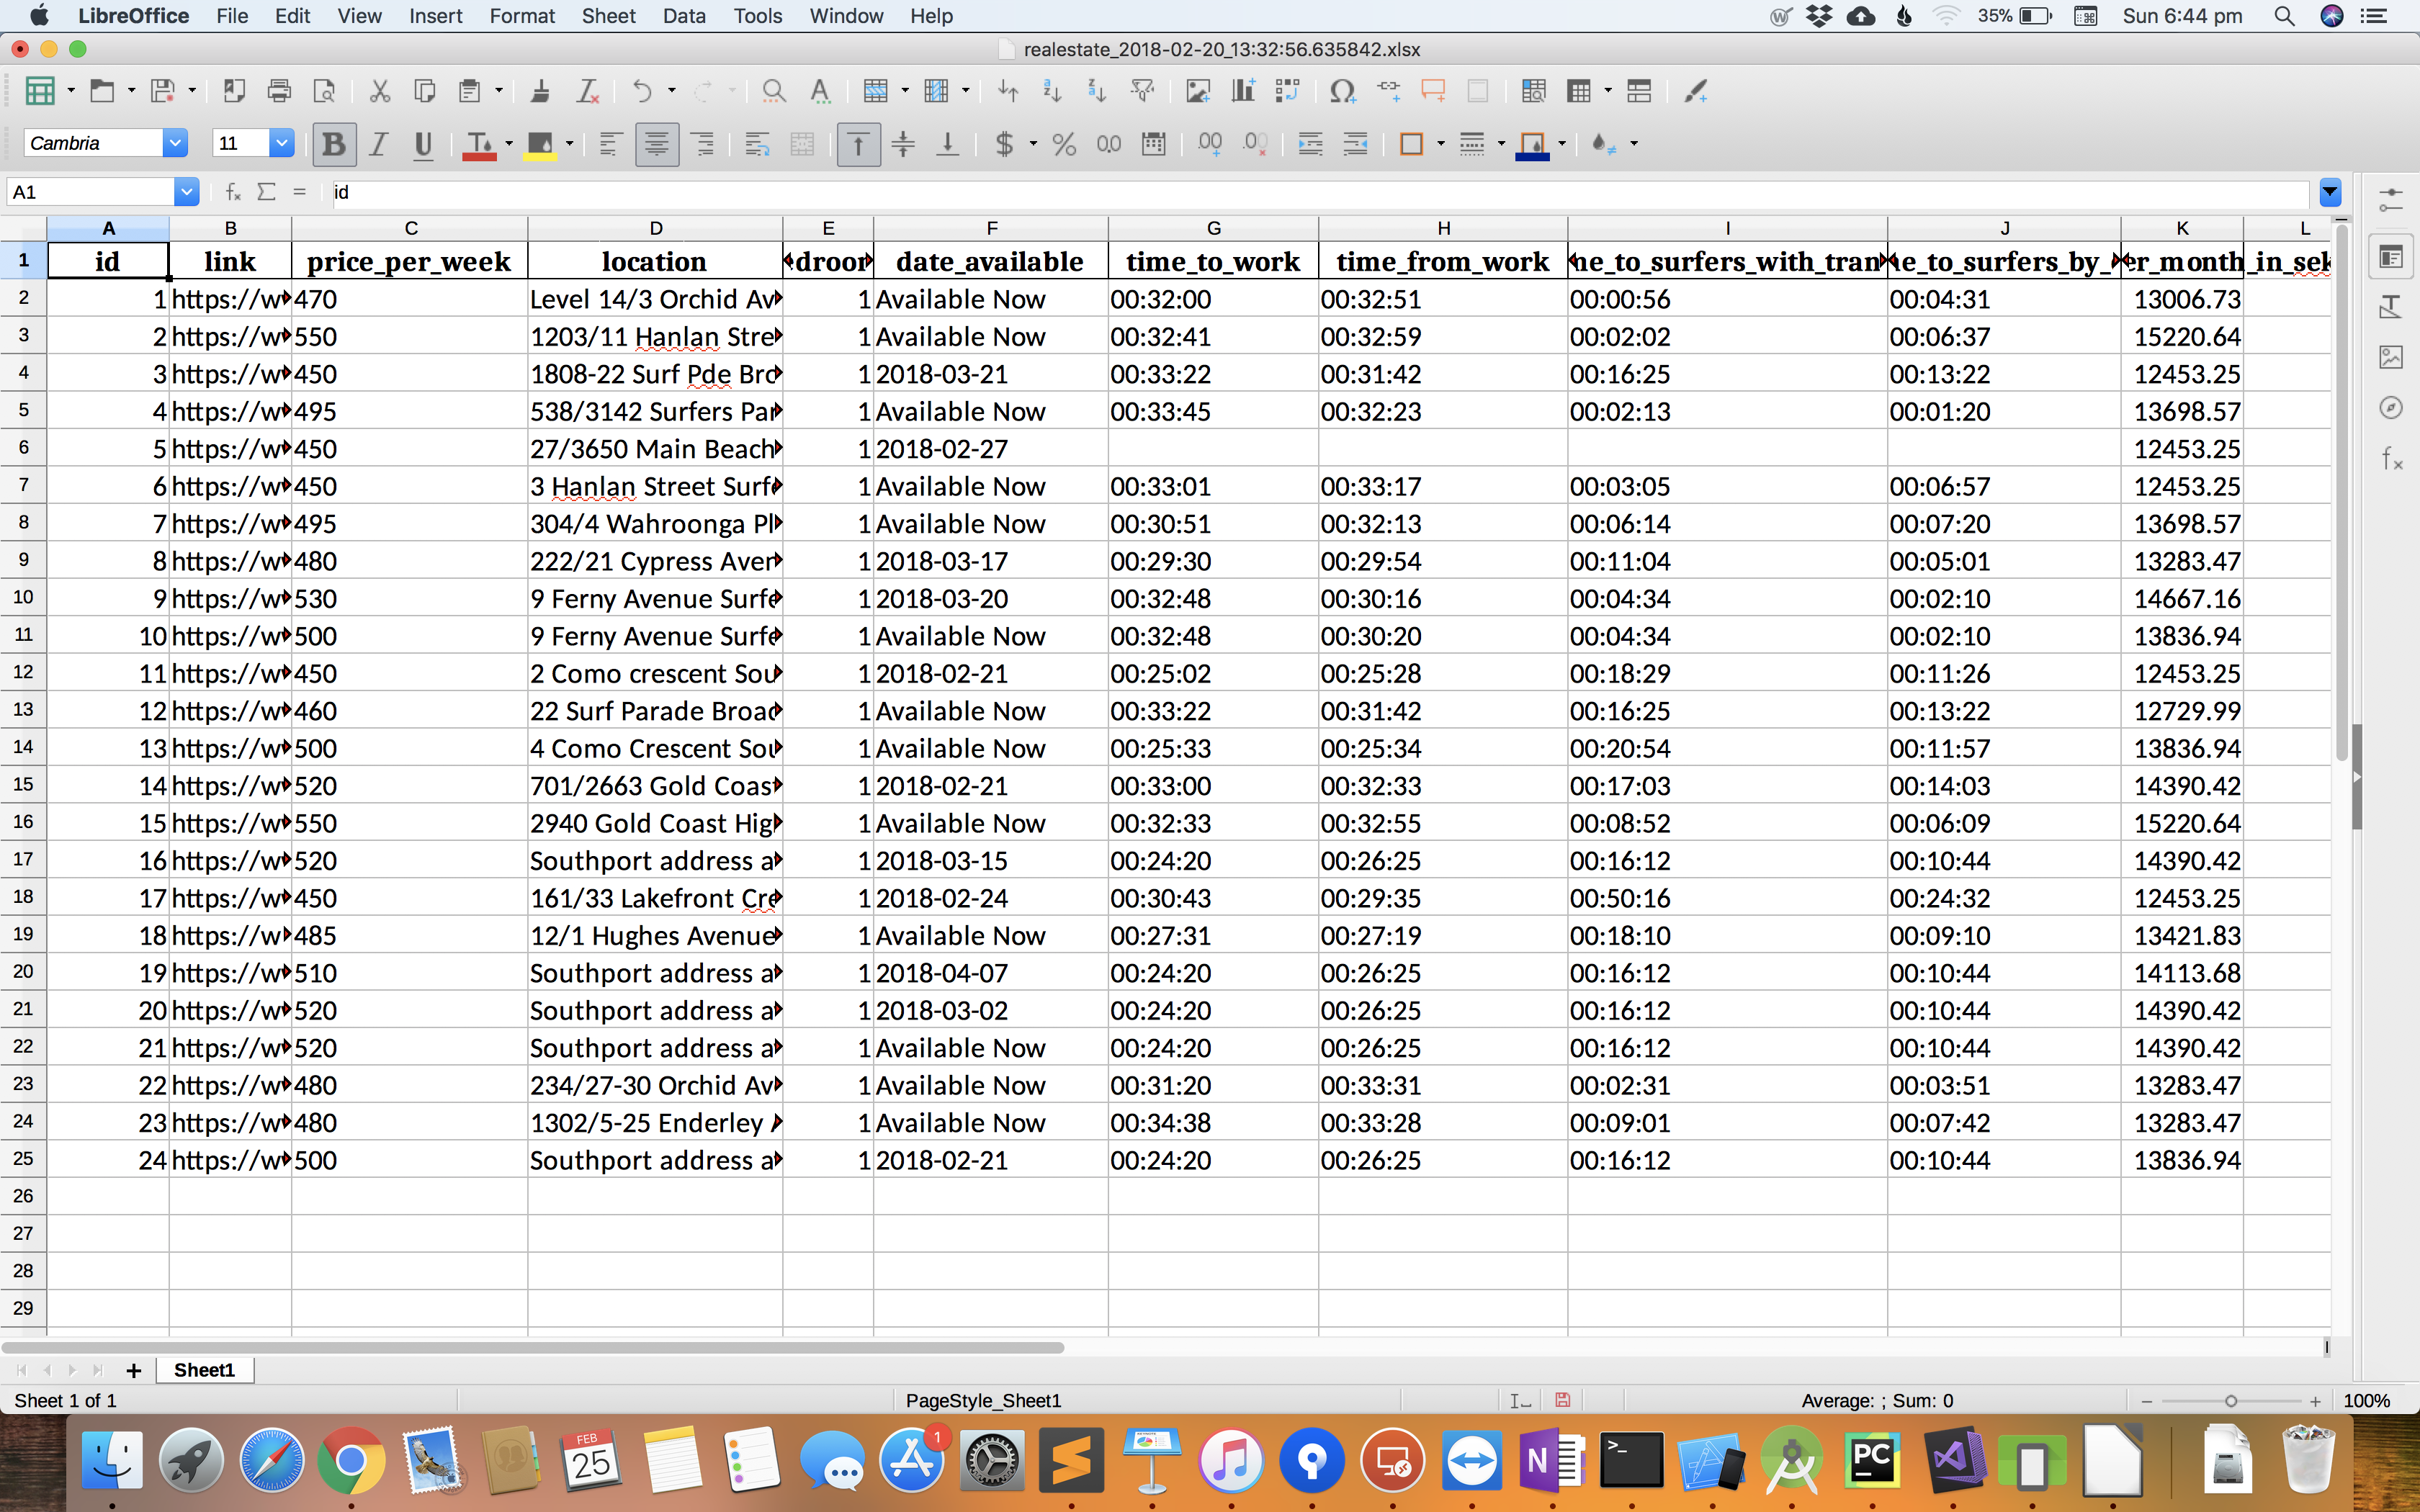 LibreOffice File Edit View Insert Format Sheet Data Tools Window Help 35% Sun 6:44 pm
realestate_2018-02-20_13:32:56.635842.xlsx
Cambria 11
A1 id
A B C D E F G H I J K L
1 id link price_per_week location droor date_available time_to_work time_from_work ne_to_surfers_with_tran e_to_surfers_by_ er_month_in_sek
2 1 https://w 470 Level 14/3 Orchid Av 1 Available Now 00:32:00 00:32:51 00:00:56 00:04:31 13006.73
3 2 https://w 550 1203/11 Hanlan Stre 1 Available Now 00:32:41 00:32:59 00:02:02 00:06:37 15220.64
4 3 https://w 450 1808-22 Surf Pde Bro 1 2018-03-21 00:33:22 00:31:42 00:16:25 00:13:22 12453.25
5 4 https://w 495 538/3142 Surfers Par 1 Available Now 00:33:45 00:32:23 00:02:13 00:01:20 13698.57
6 5 https://w 450 27/3650 Main Beach 1 2018-02-27 12453.25
7 6 https://w 450 3 Hanlan Street Surfe 1 Available Now 00:33:01 00:33:17 00:03:05 00:06:57 12453.25
8 7 https://w 495 304/4 Wahroonga Pl 1 Available Now 00:30:51 00:32:13 00:06:14 00:07:20 13698.57
9 8 https://w 480 222/21 Cypress Aven 1 2018-03-17 00:29:30 00:29:54 00:11:04 00:05:01 13283.47
10 9 https://w 530 9 Ferny Avenue Surfe 1 2018-03-20 00:32:48 00:30:16 00:04:34 00:02:10 14667.16
11 10 https://w 500 9 Ferny Avenue Surfe 1 Available Now 00:32:48 00:30:20 00:04:34 00:02:10 13836.94
12 11 https://w 450 2 Como crescent Sou 1 2018-02-21 00:25:02 00:25:28 00:18:29 00:11:26 12453.25
13 12 https://w 460 22 Surf Parade Broad 1 Available Now 00:33:22 00:31:42 00:16:25 00:13:22 12729.99
14 13 https://w 500 4 Como Crescent Sou 1 Available Now 00:25:33 00:25:34 00:20:54 00:11:57 13836.94
15 14 https://w 520 701/2663 Gold Coast 1 2018-02-21 00:33:00 00:32:33 00:17:03 00:14:03 14390.42
16 15 https://w 550 2940 Gold Coast High 1 Available Now 00:32:33 00:32:55 00:08:52 00:06:09 15220.64
17 16 https://w 520 Southport address a 1 2018-03-15 00:24:20 00:26:25 00:16:12 00:10:44 14390.42
18 17 https://w 450 161/33 Lakefront Cre 1 2018-02-24 00:30:43 00:29:35 00:50:16 00:24:32 12453.25
19 18 https://w 485 12/1 Hughes Avenue 1 Available Now 00:27:31 00:27:19 00:18:10 00:09:10 13421.83
20 19 https://w 510 Southport address a 1 2018-04-07 00:24:20 00:26:25 00:16:12 00:10:44 14113.68
21 20 https://w 520 Southport address a 1 2018-03-02 00:24:20 00:26:25 00:16:12 00:10:44 14390.42
22 21 https://w 520 Southport address a 1 Available Now 00:24:20 00:26:25 00:16:12 00:10:44 14390.42
23 22 https://w 480 234/27-30 Orchid Av 1 Available Now 00:31:20 00:33:31 00:02:31 00:03:51 13283.47
24 23 https://w 480 1302/5-25 Enderley A 1 Available Now 00:34:38 00:33:28 00:09:01 00:07:42 13283.47
25 24 https://w 500 Southport address a 1 2018-02-21 00:24:20 00:26:25 00:16:12 00:10:44 13836.94
26
27
28
29
Sheet1
Sheet 1 of 1 PageStyle_Sheet1 Average: ; Sum: 0 100%
FEB 25 1 N PC